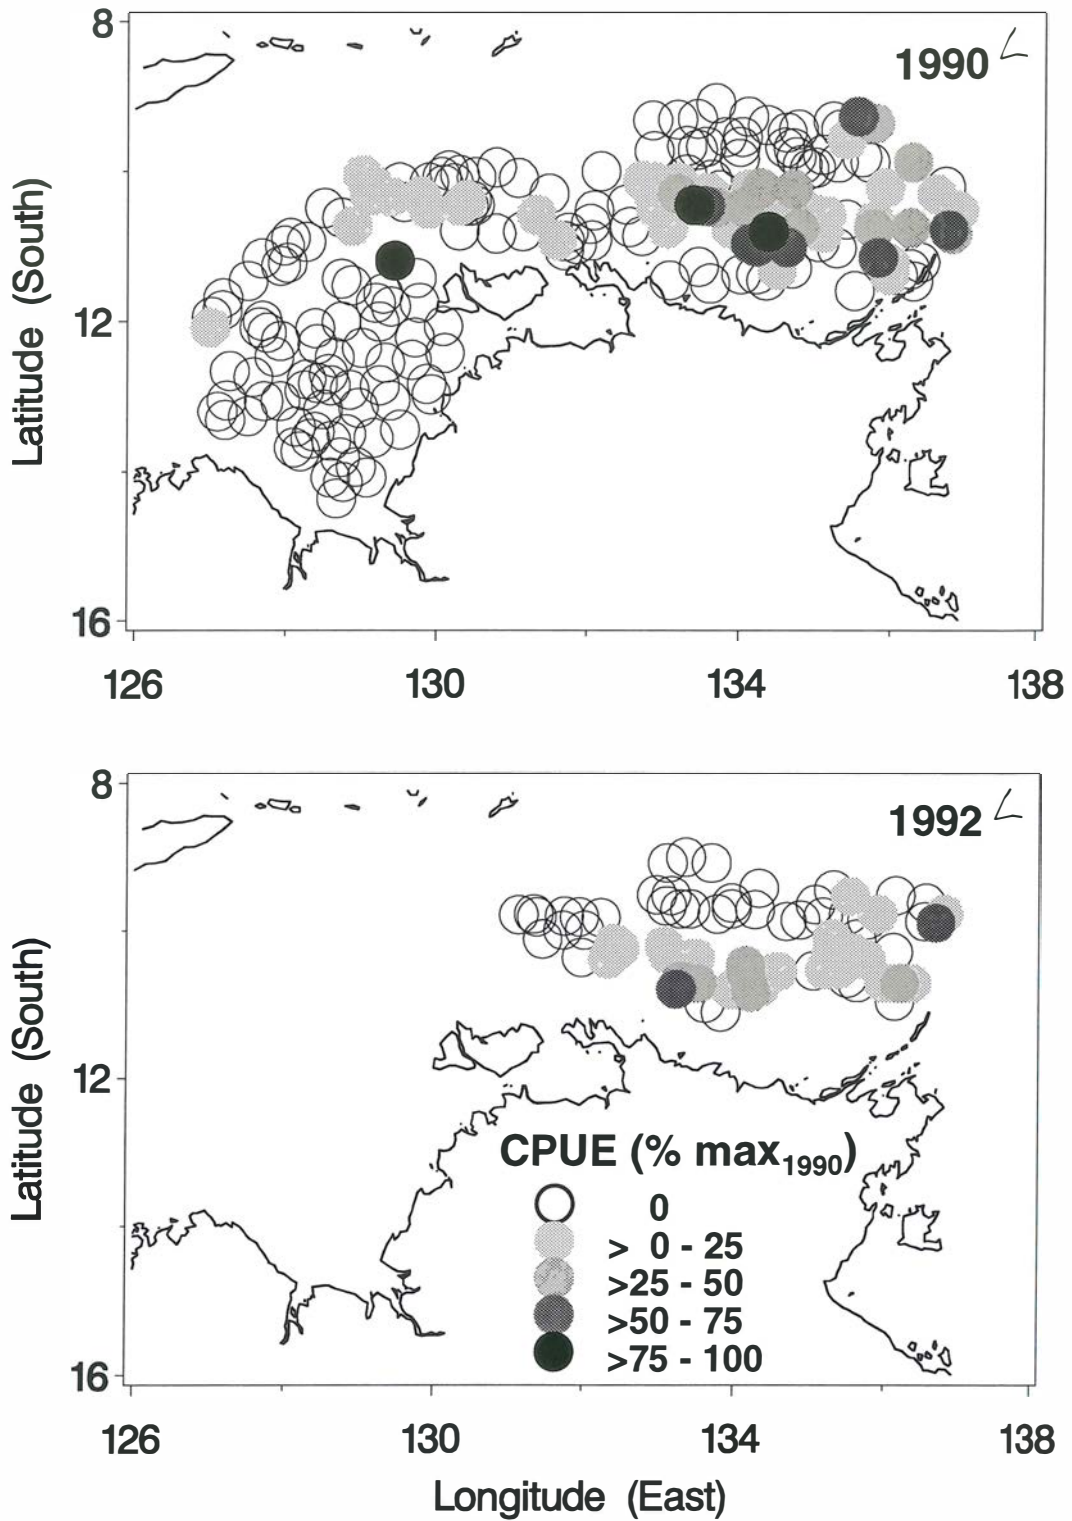 8
1990
12
16
Latitude (South)
126 130 134 138
8
1992
12
16
Latitude (South)
CPUE (% max1990)
0
> 0 - 25
>25 - 50
>50 - 75
>75 - 100
126 130 134 138
Longitude (East)